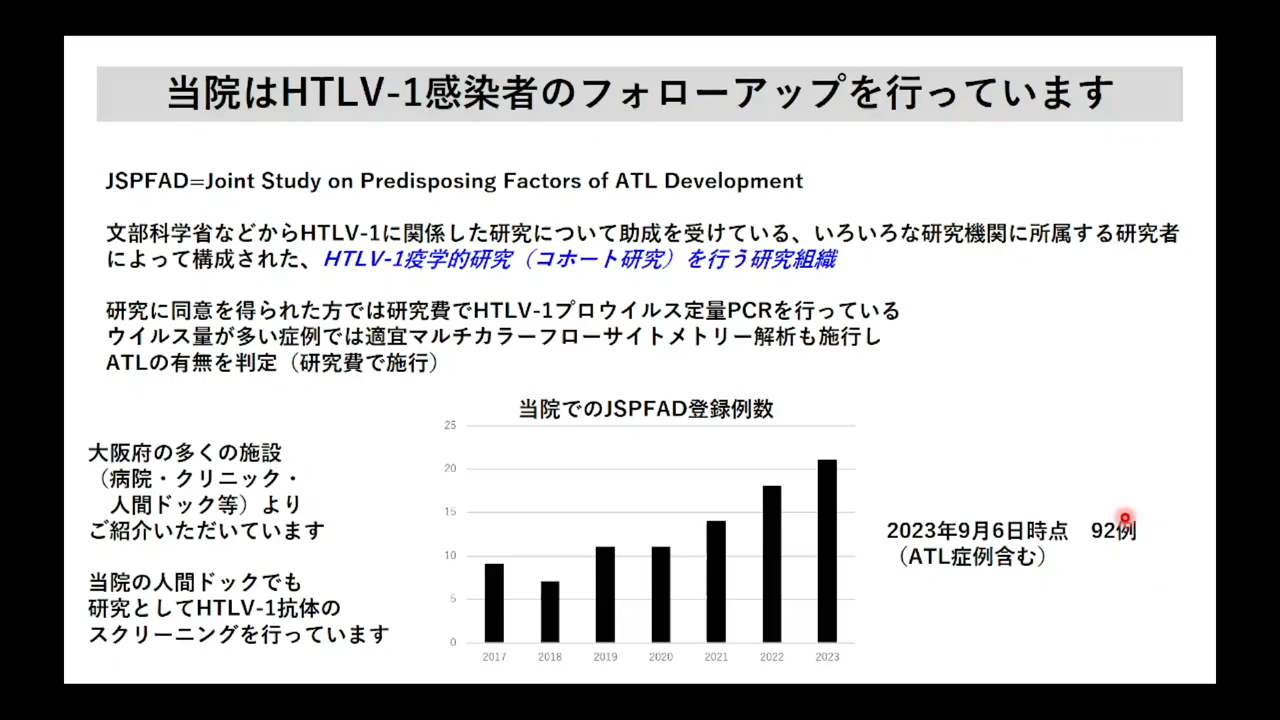 当院はHTLV-1感染者のフォローアップを行っています
JSPFAD=Joint Study on Predisposing Factors of ATL Development
文部科学省などからHTLV-1に関係した研究について助成を受けている、いろいろな研究機関に所属する研究者
によって構成された、HTLV-1疫学的研究（コホート研究）を行う研究組織
研究に同意を得られた方では研究費でHTLV-1プロウイルス定量PCRを行っている
ウイルス量が多い症例では適宜マルチカラーフローサイトメトリー解析も施行し
ATLの有無を判定（研究費で施行）
大阪府の多くの施設
（病院・クリニック・
人間ドック等）より
ご紹介いただいています
当院の人間ドックでも
研究としてHTLV-1抗体の
スクリーニングを行っています
当院でのJSPFAD登録例数
25
20
15
10
5
0
2017 2018 2019 2020 2021 2022 2023
2023年9月6日時点 92例
（ATL症例含む）